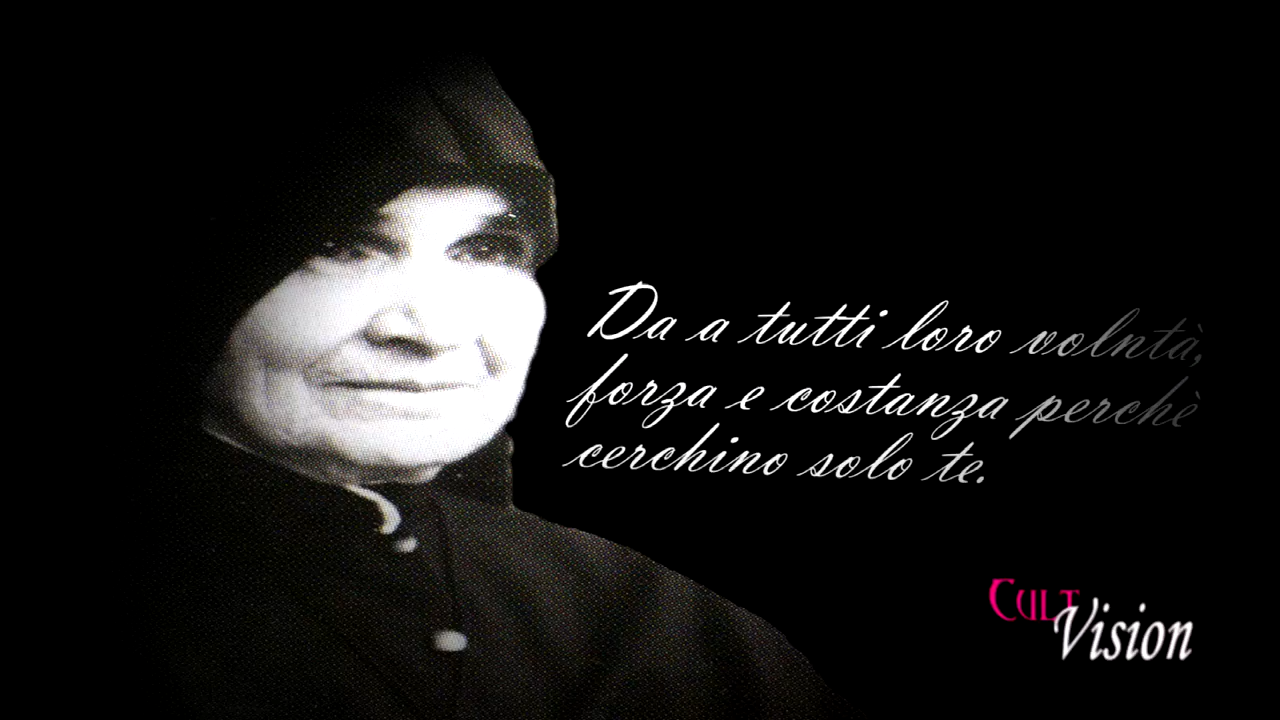 Da a tutti loro volntà,
forza e costanza perchè
cerchino solo te.
Cult
Vision